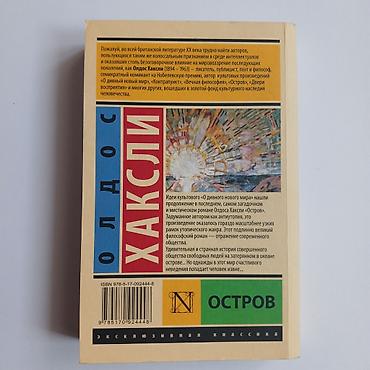 Пожалуй, во всей британской литературе XX века трудно найти авторов,
пользующихся таким же колоссальным признанием в среде интеллектуалов
и оказавших столь безоговорочное влияние на мировоззрение последующих
поколений, как Олдос Хаксли (1894 – 1963) — писатель, публицист, поэт и философ,
семикратный номинант на Нобелевскую премию, автор культовых произведений
«О дивный новый мир», «Контрапункт», «Вечная философия», «Остров», «Двери
восприятия» и многих других, вошедших в золотой фонд культурного наследия
человечества.
ОЛДОС
ХАКСЛИ
Идеи культового «О дивного нового мира» нашли
продолжение в последнем, самом загадочном
и мистическом романе Олдоса Хаксли «Остров».
Задуманное автором как антиутопия, это
произведение оказалось гораздо масштабнее узких
рамок утопического жанра. Этот подлинно великий
философский роман — отражение современного
общества.
Удивительная и странная история совершенного
общества свободных людей на затерянном в океане
острове... Но однажды в этот мир счастливого
неведения попадает человек извне...
ISBN 978-5-17-092444-8
9 785170 924448
N
ОСТРОВ
ЭКСКЛЮЗИВНАЯ КЛАССИКА